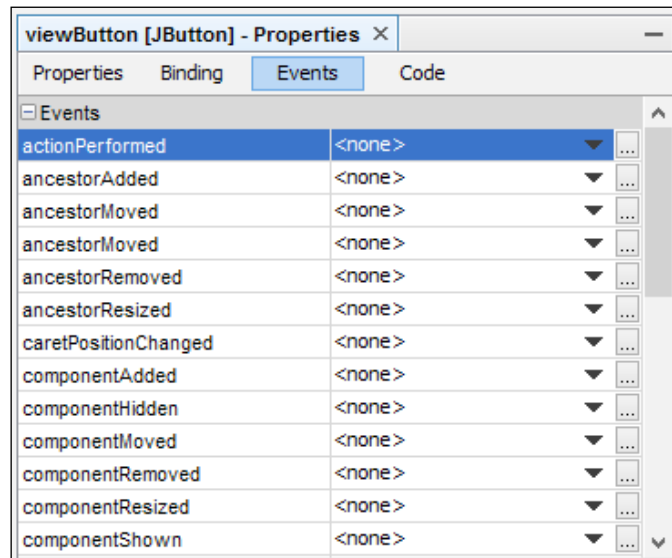 viewButton [JButton] - Properties ×
Properties Binding Events Code
Events
actionPerformed <none> ...
ancestorAdded <none> ...
ancestorMoved <none> ...
ancestorMoved <none> ...
ancestorRemoved <none> ...
ancestorResized <none> ...
caretPositionChanged <none> ...
componentAdded <none> ...
componentHidden <none> ...
componentMoved <none> ...
componentRemoved <none> ...
componentResized <none> ...
componentShown <none> ...